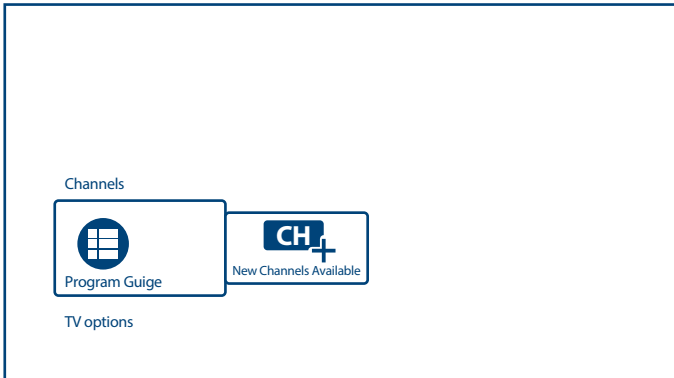 Channels
CH
Program Guige
New Channels Available
TV options